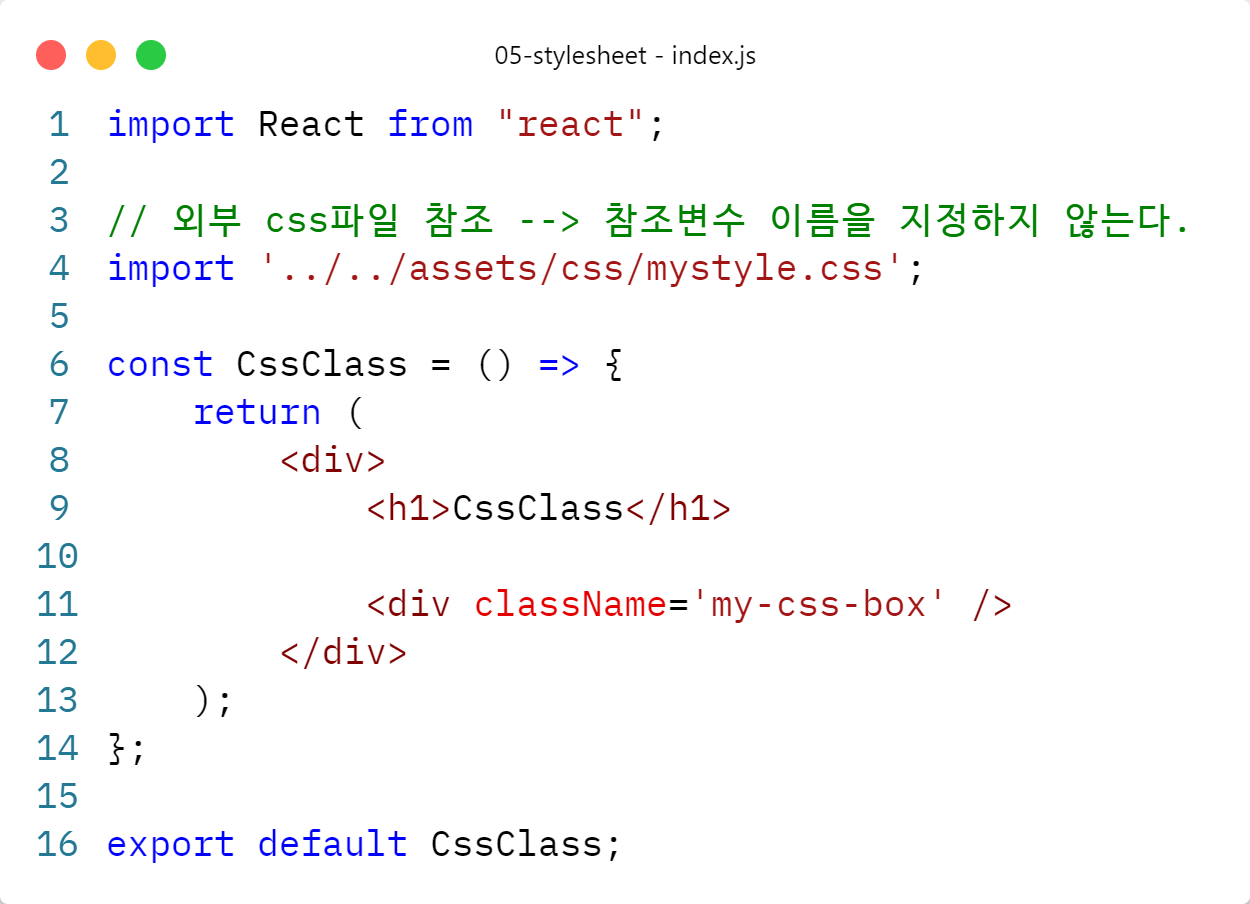 05-stylesheet - index.js
1 import React from "react";
2
3 // 외부 css파일 참조 --> 참조변수 이름을 지정하지 않는다.
4 import '../../assets/css/mystyle.css';
5
6 const CssClass = () => {
7     return (
8         <div>
9             <h1>CssClass</h1>
10
11             <div className='my-css-box' />
12         </div>
13     );
14 };
15
16 export default CssClass;